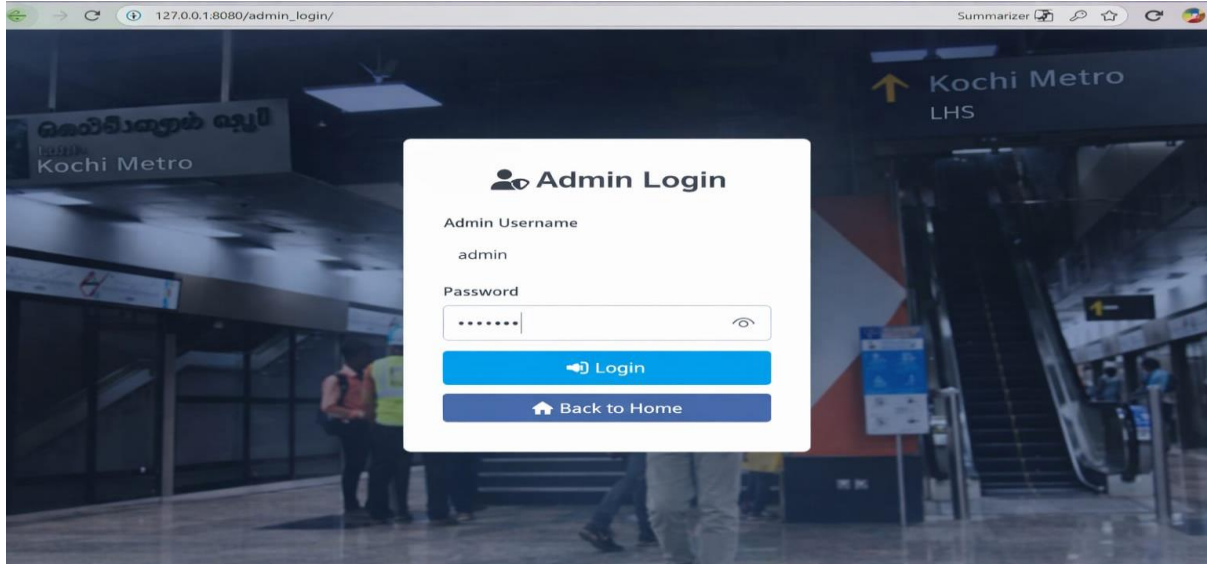 127.0.0.1:8080/admin_login/
Summarizer
Kochi Metro
LHS
Kochi Metro
Admin Login
Admin Username
admin
Password
•••••••
Login
Back to Home